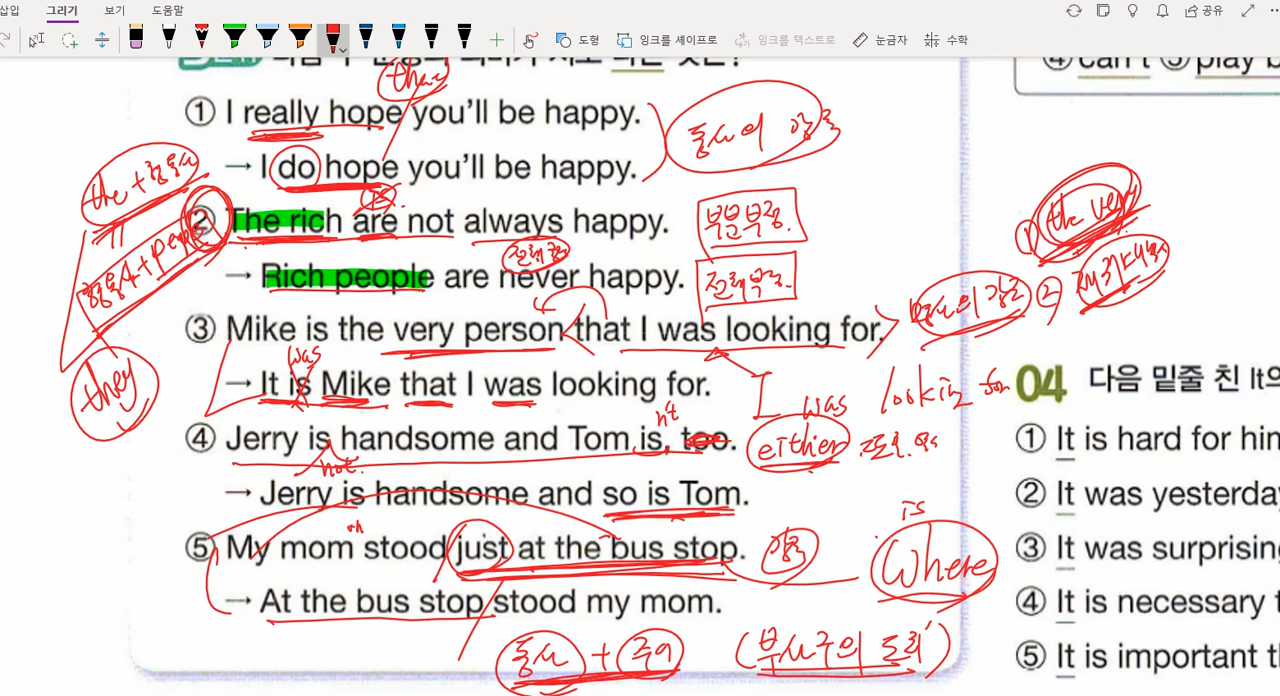 삽입 그리기 보기 도움말
공유
도형 잉크를 셰이프로 잉크를 텍스트로 눈금자 수학
① I really hope you'll be happy.
→ I do hope you'll be happy.
동사의 강조
the + 형용사
② The rich are not always happy.
부분부정.
형용사 + people
→ Rich people are never happy.
전체부정.
they
③ Mike is the very person that I was looking for.
명사의 강조
① the very
② 재귀대명사
was
→ It is Mike that I was looking for.
I was looking for
④ Jerry is handsome and Tom is, too.
n't
either
not
→ Jerry is handsome and so is Tom.
⑤ My mom stood just at the bus stop.
강조
is
Where
→ At the bus stop stood my mom.
동사 + 주어 (부사구의 도치)
④ can't ⑤ play b
04 다음 밑줄 친 It으
① It is hard for him
② It was yesterday
③ It was surprising
④ It is necessary t
⑤ It is important th